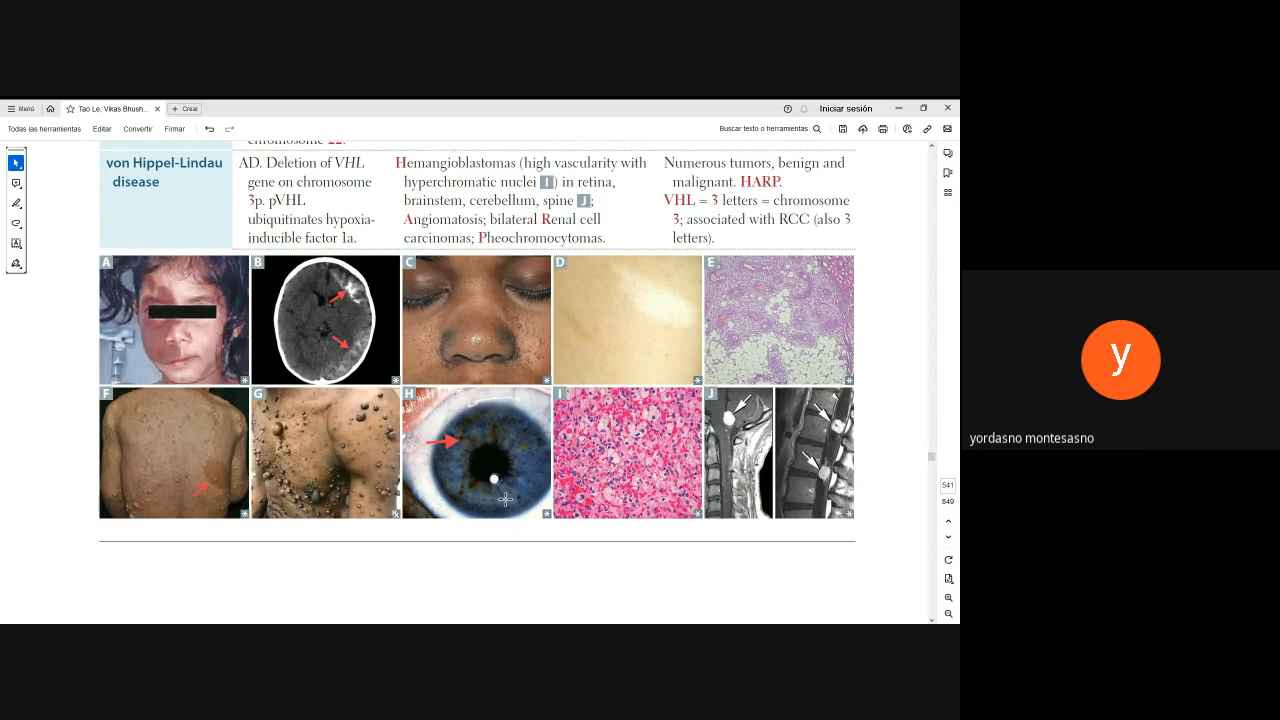 Menú
Tao Le, Vikas Bhush...
Crear
Iniciar sesión
Todas las herramientas
Editar
Convertir
Firmar
Buscar texto o herramientas
chromosome 22.
von Hippel-Lindau
disease
AD. Deletion of VHL
gene on chromosome
3p. pVHL
ubiquitinates hypoxia-
inducible factor 1a.
Hemangioblastomas (high vascularity with
hyperchromatic nuclei I) in retina,
brainstem, cerebellum, spine J;
Angiomatosis; bilateral Renal cell
carcinomas; Pheochromycytomas.
Numerous tumors, benign and
malignant. HARP.
VHL = 3 letters = chromosome
3; associated with RCC (also 3
letters).
A
B
C
D
E
F
G
H
I
J
541
849
y
yordasno montesasno